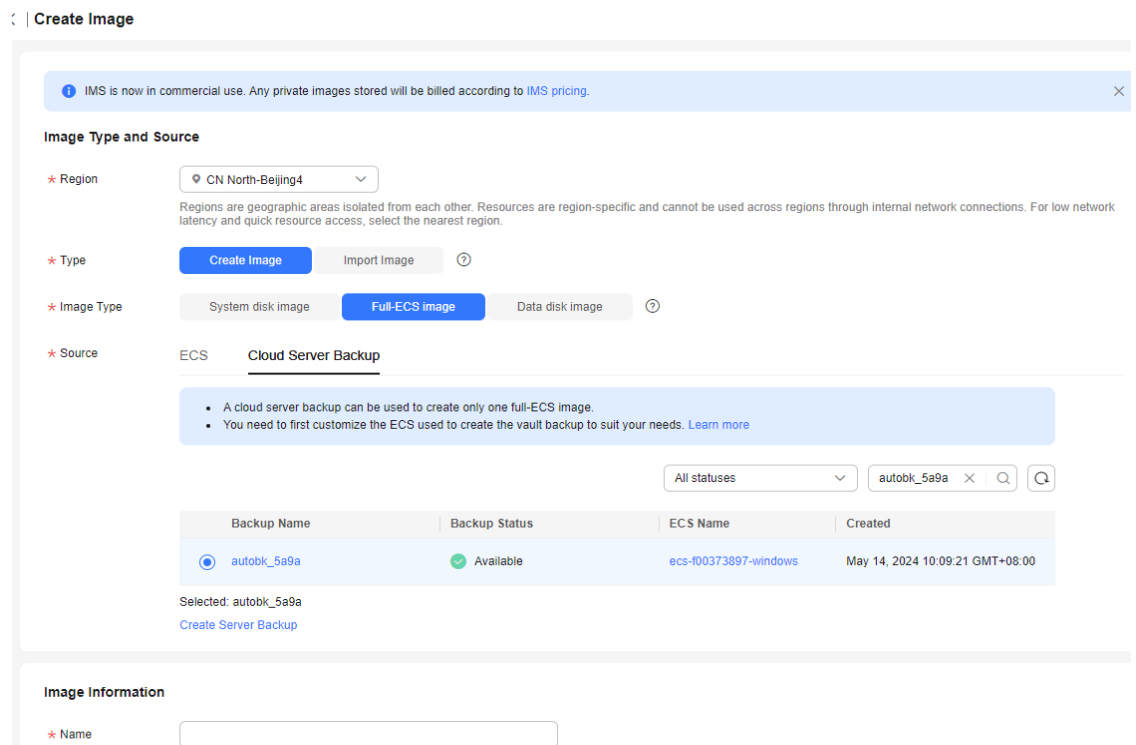 Create Image
IMS is now in commercial use. Any private images stored will be billed according to IMS pricing.
Image Type and Source
* Region
CN North-Beijing4
Regions are geographic areas isolated from each other. Resources are region-specific and cannot be used across regions through internal network connections. For low network
latency and quick resource access, select the nearest region.
* Type
Create Image
Import Image
?
* Image Type
System disk image
Full-ECS image
Data disk image
?
* Source
ECS
Cloud Server Backup
• A cloud server backup can be used to create only one full-ECS image.
• You need to first customize the ECS used to create the vault backup to suit your needs. Learn more
All statuses
autobk_5a9a
Backup Name
Backup Status
ECS Name
Created
autobk_5a9a
Available
ecs-f00373897-windows
May 14, 2024 10:09:21 GMT+08:00
Selected: autobk_5a9a
Create Server Backup
Image Information
* Name